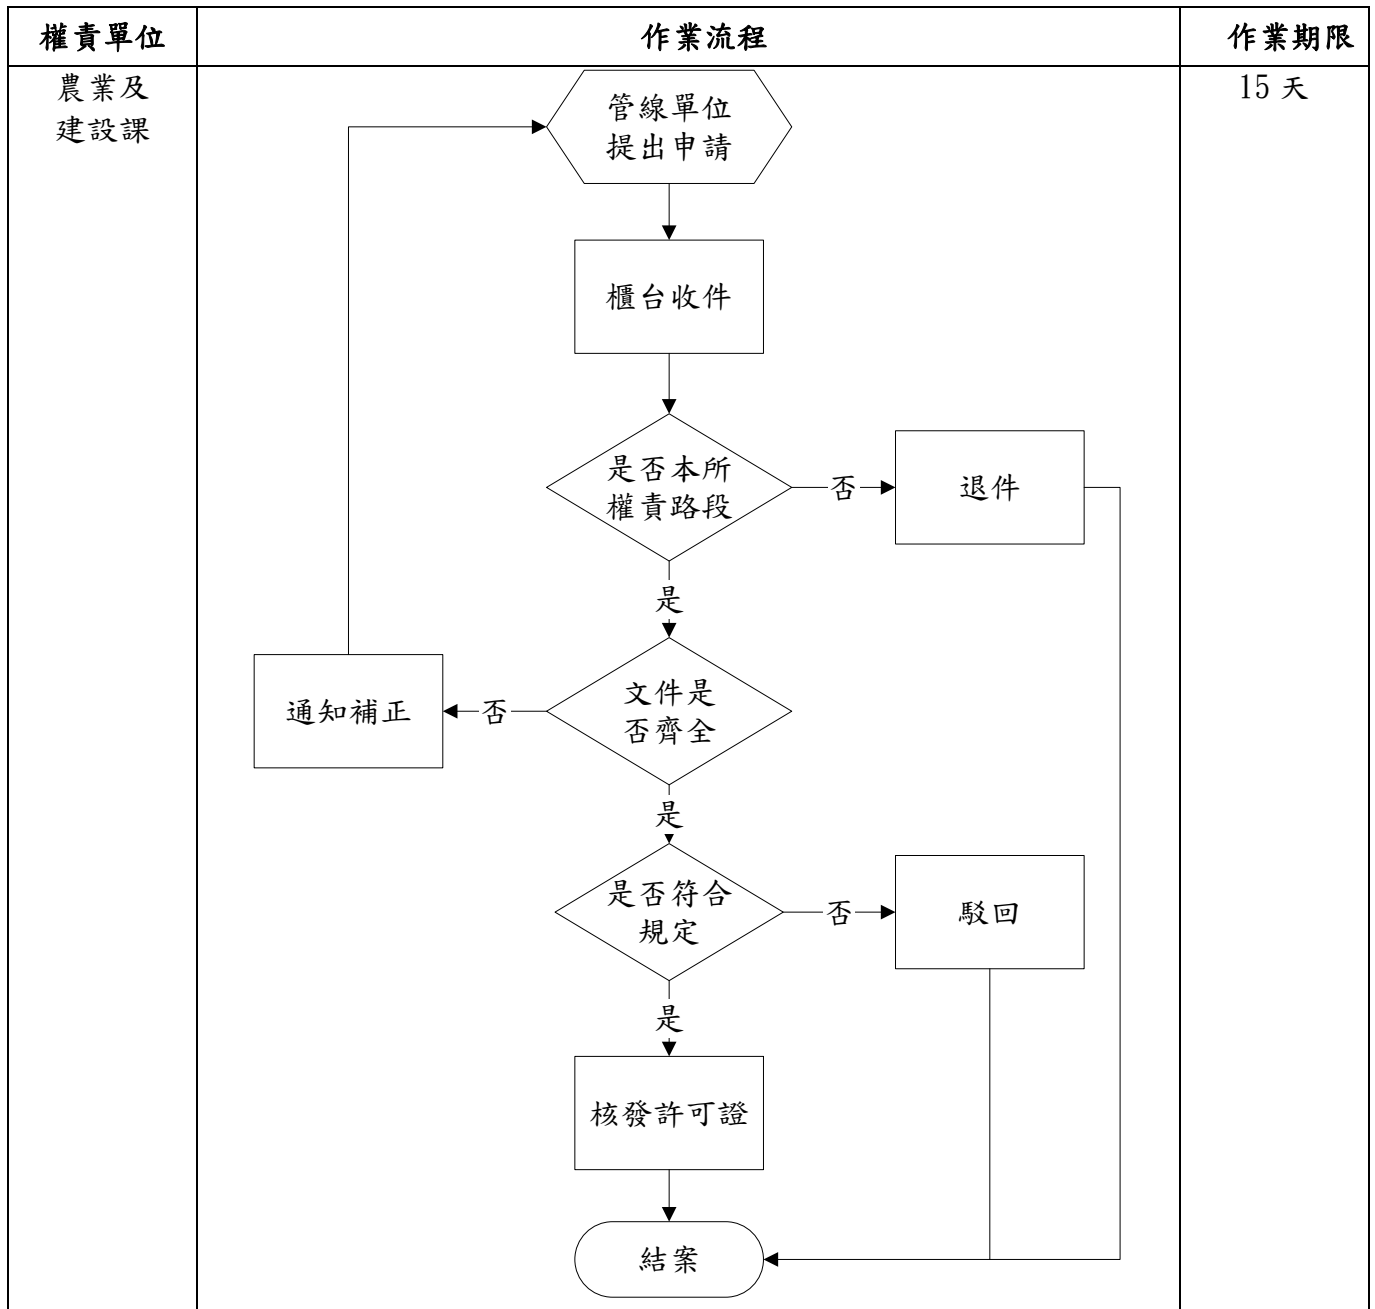 權責單位
作業流程
作業期限
農業及
建設課
15 天
管線單位
提出申請
櫃台收件
是否本所
權責路段
否
退件
是
文件是
否齊全
否
通知補正
是
是否符合
規定
否
駁回
是
核發許可證
結案